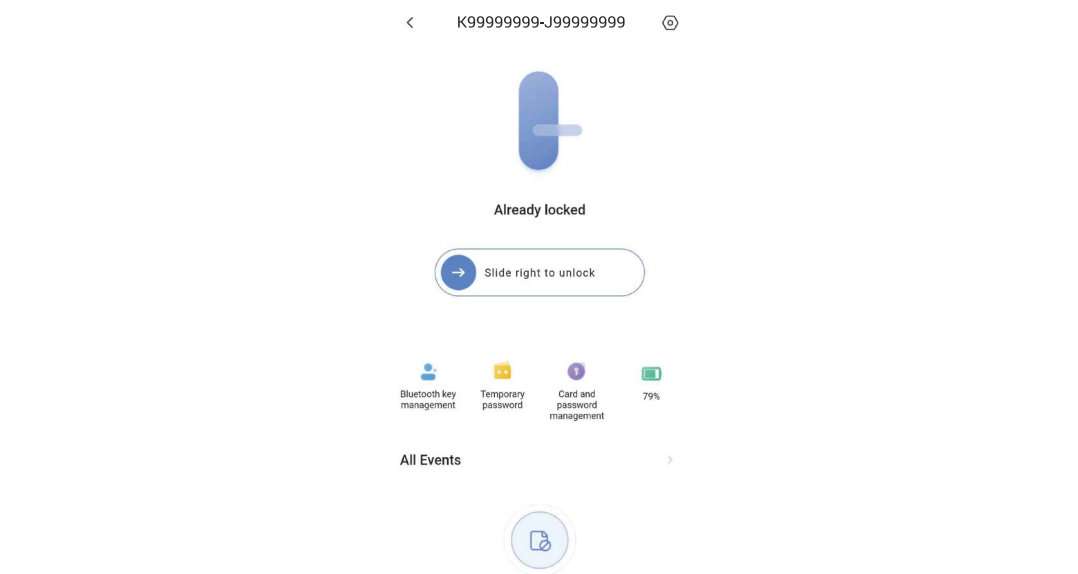 K99999999-J99999999
Already locked
Slide right to unlock
Bluetooth key
management
Temporary
password
Card and
password
management
79%
All Events